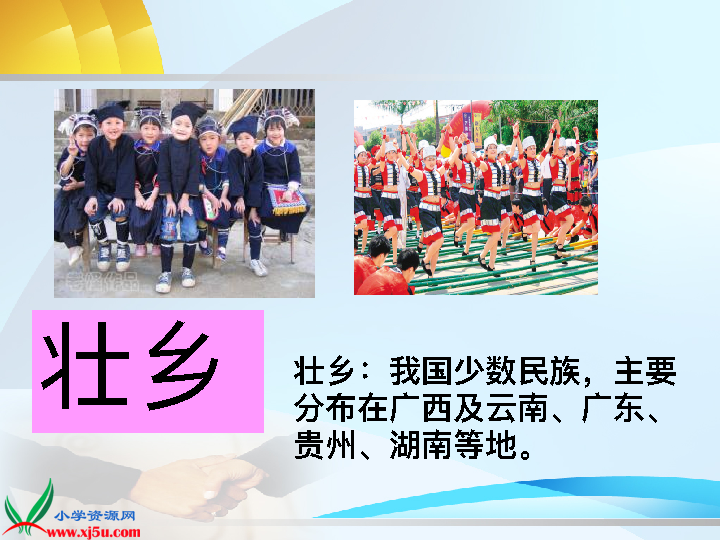 壮乡
壮乡：我国少数民族，主要
分布在广西及云南、广东、
贵州、湖南等地。
小学资源网
www.xj5u.com